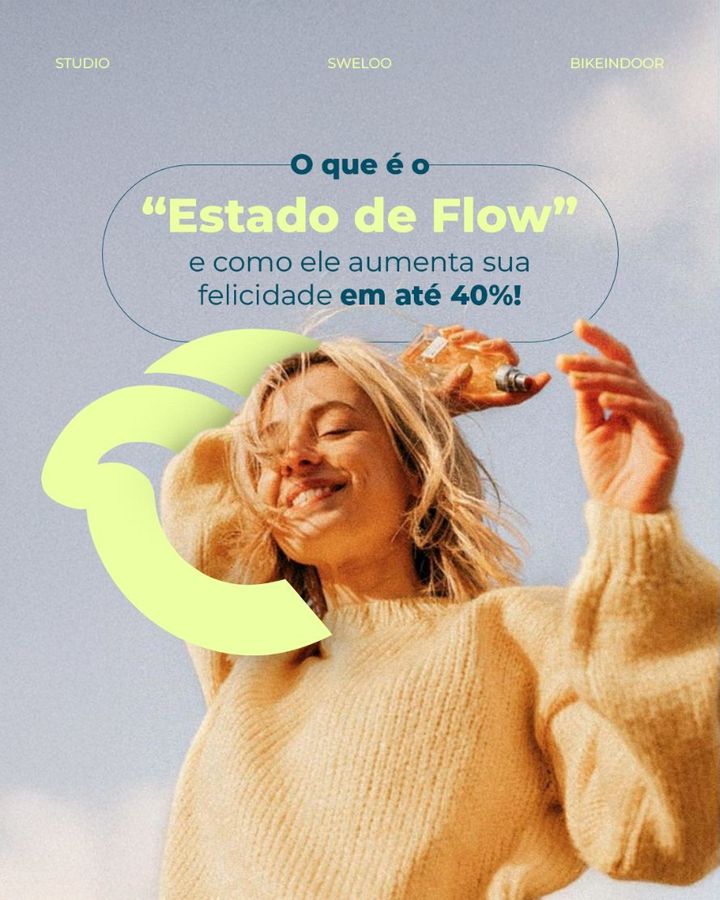 STUDIO SWELOO BIKEINDOOR
O que é o
“Estado de Flow”
e como ele aumenta sua
felicidade em até 40%!